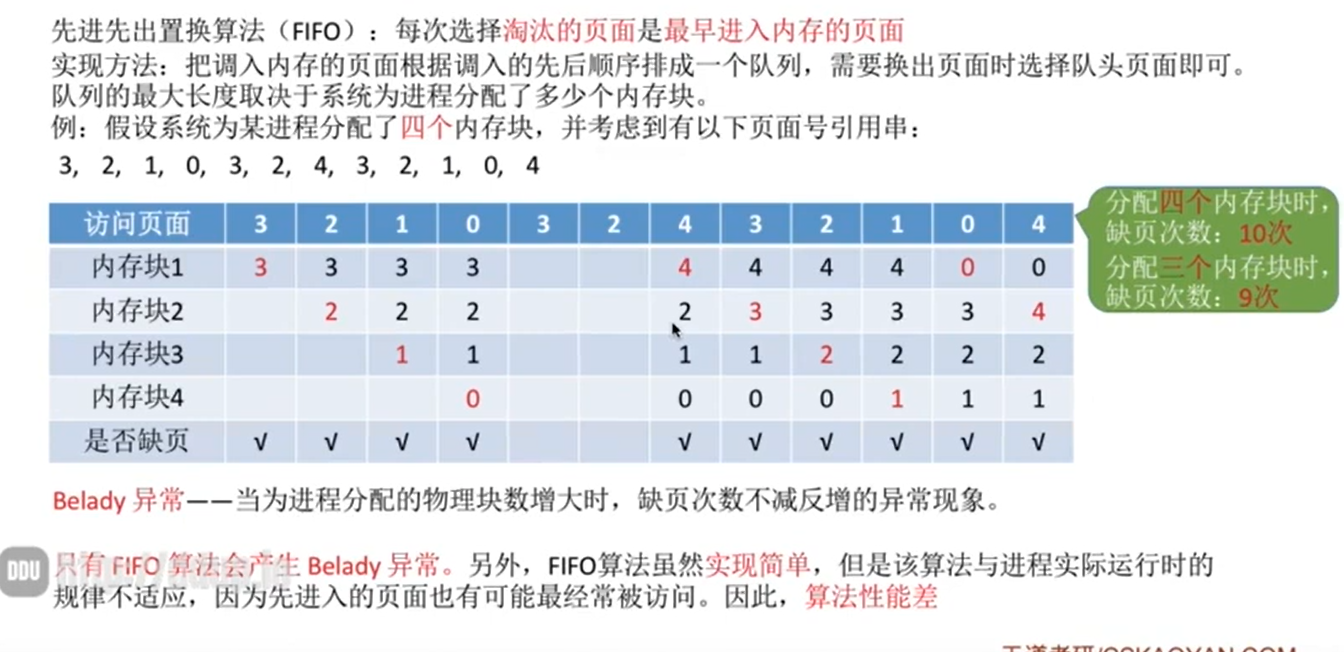 先进先出置换算法（FIFO）：每次选择淘汰的页面是最早进入内存的页面
实现方法：把调入内存的页面根据调入的先后顺序排成一个队列，需要换出页面时选择队头页面即可。
队列的最大长度取决于系统为进程分配了多少个内存块。
例：假设系统为某进程分配了四个内存块，并考虑到有以下页面号引用串：
3, 2, 1, 0, 3, 2, 4, 3, 2, 1, 0, 4
访问页面 3 2 1 0 3 2 4 3 2 1 0 4
内存块1 3 3 3 3 4 4 4 4 0 0
内存块2 2 2 2 2 3 3 3 3 4
内存块3 1 1 1 1 2 2 2 2
内存块4 0 0 0 0 1 1 1
是否缺页 √ √ √ √ √ √ √ √ √ √
分配四个内存块时，
缺页次数：10次
分配三个内存块时，
缺页次数：9次
Belady 异常——当为进程分配的物理块数增大时，缺页次数不减反增的异常现象。
DDU
只有 FIFO 算法会产生 Belady 异常。另外，FIFO算法虽然实现简单，但是该算法与进程实际运行时的
规律不适应，因为先进入的页面也有可能最经常被访问。因此，算法性能差